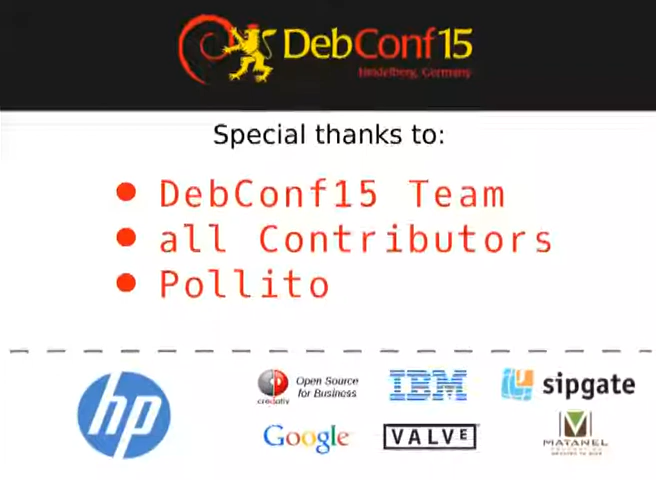 DebConf15
Heidelberg, Germany
Special thanks to:
DebConf15 Team
all Contributors
Pollito
hp
credativ
Open Source
for Business
IBM
sipgate
Google
VALVE
MATANEL